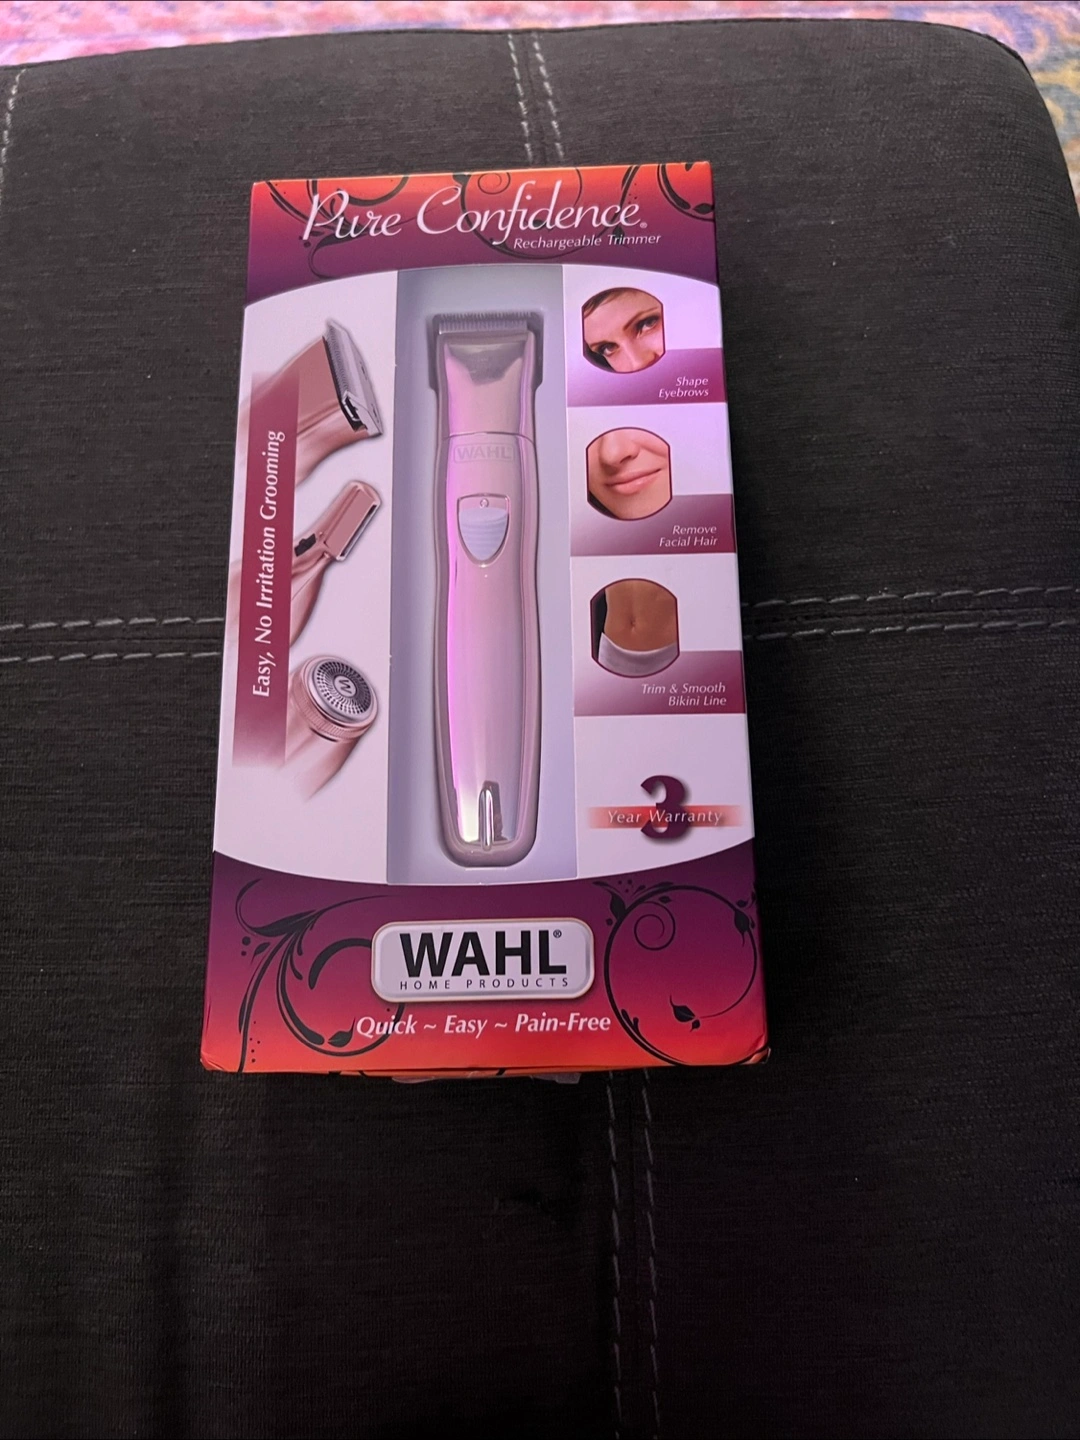 Pure Confidence®
Rechargeable Trimmer
Easy, No Irritation Grooming
WAHL
Shape
Eyebrows
Remove
Facial Hair
Trim & Smooth
Bikini Line
3
Year Warranty
WAHL®
HOME PRODUCTS
Quick ~ Easy ~ Pain-Free